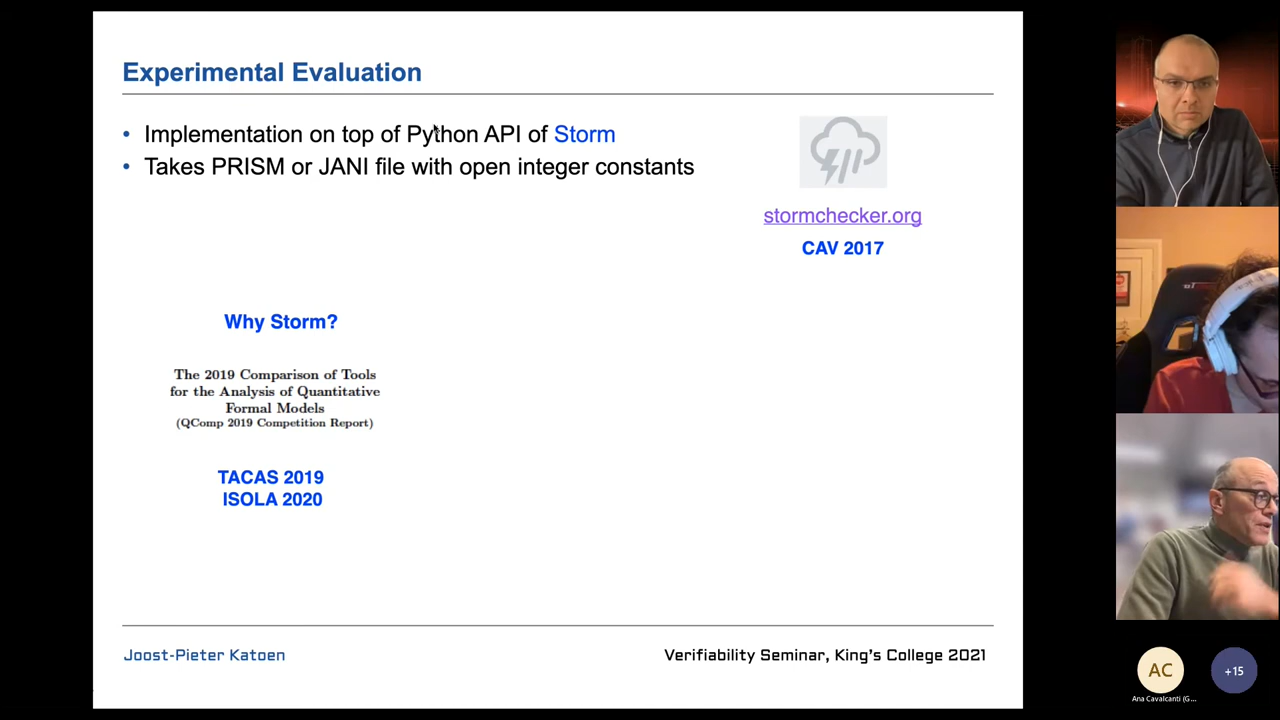 Experimental Evaluation
• Implementation on top of Python API of Storm
• Takes PRISM or JANI file with open integer constants
stormchecker.org
CAV 2017
Why Storm?
The 2019 Comparison of Tools
for the Analysis of Quantitative
Formal Models
(QComp 2019 Competition Report)
TACAS 2019
ISOLA 2020
Joost-Pieter Katoen
Verifiability Seminar, King's College 2021
AC
+15
Ana Cavalcanti (G...